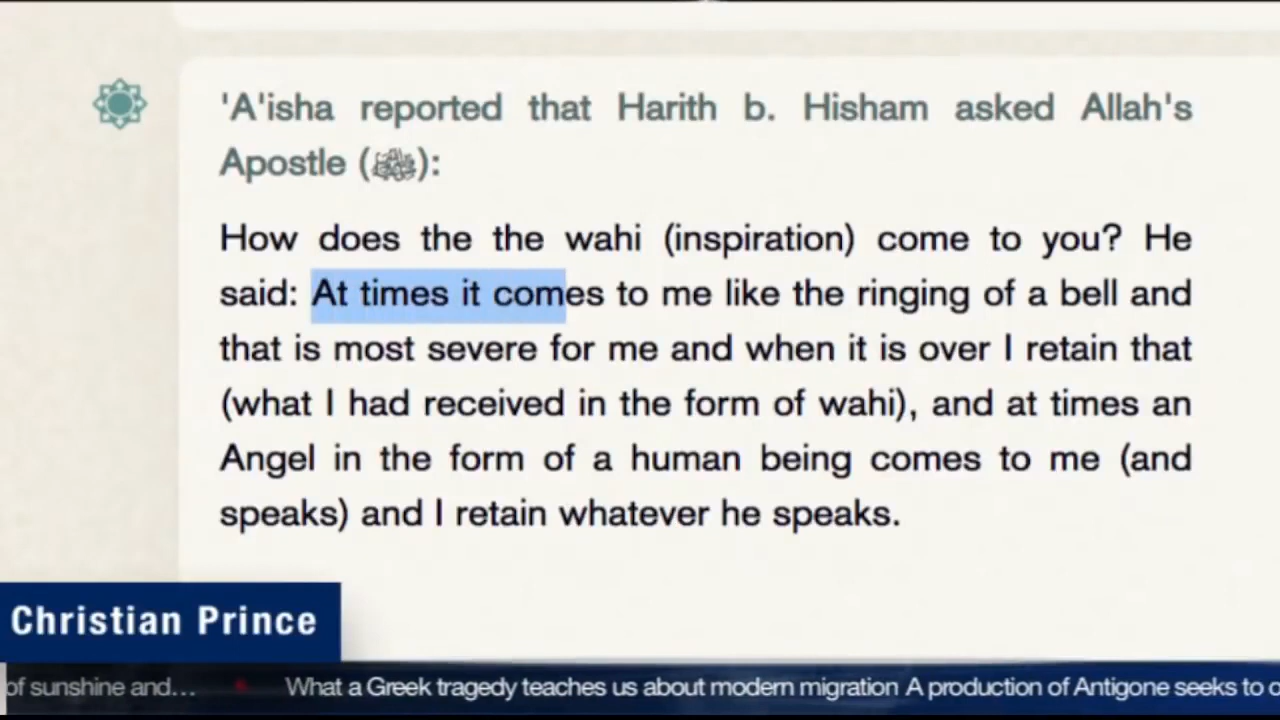 'A'isha reported that Harith b. Hisham asked Allah's
Apostle (ﷺ):
How does the the wahi (inspiration) come to you? He
said: At times it comes to me like the ringing of a bell and
that is most severe for me and when it is over I retain that
(what I had received in the form of wahi), and at times an
Angel in the form of a human being comes to me (and
speaks) and I retain whatever he speaks.
Christian Prince
of sunshine and... What a Greek tragedy teaches us about modern migration A production of Antigone seeks to